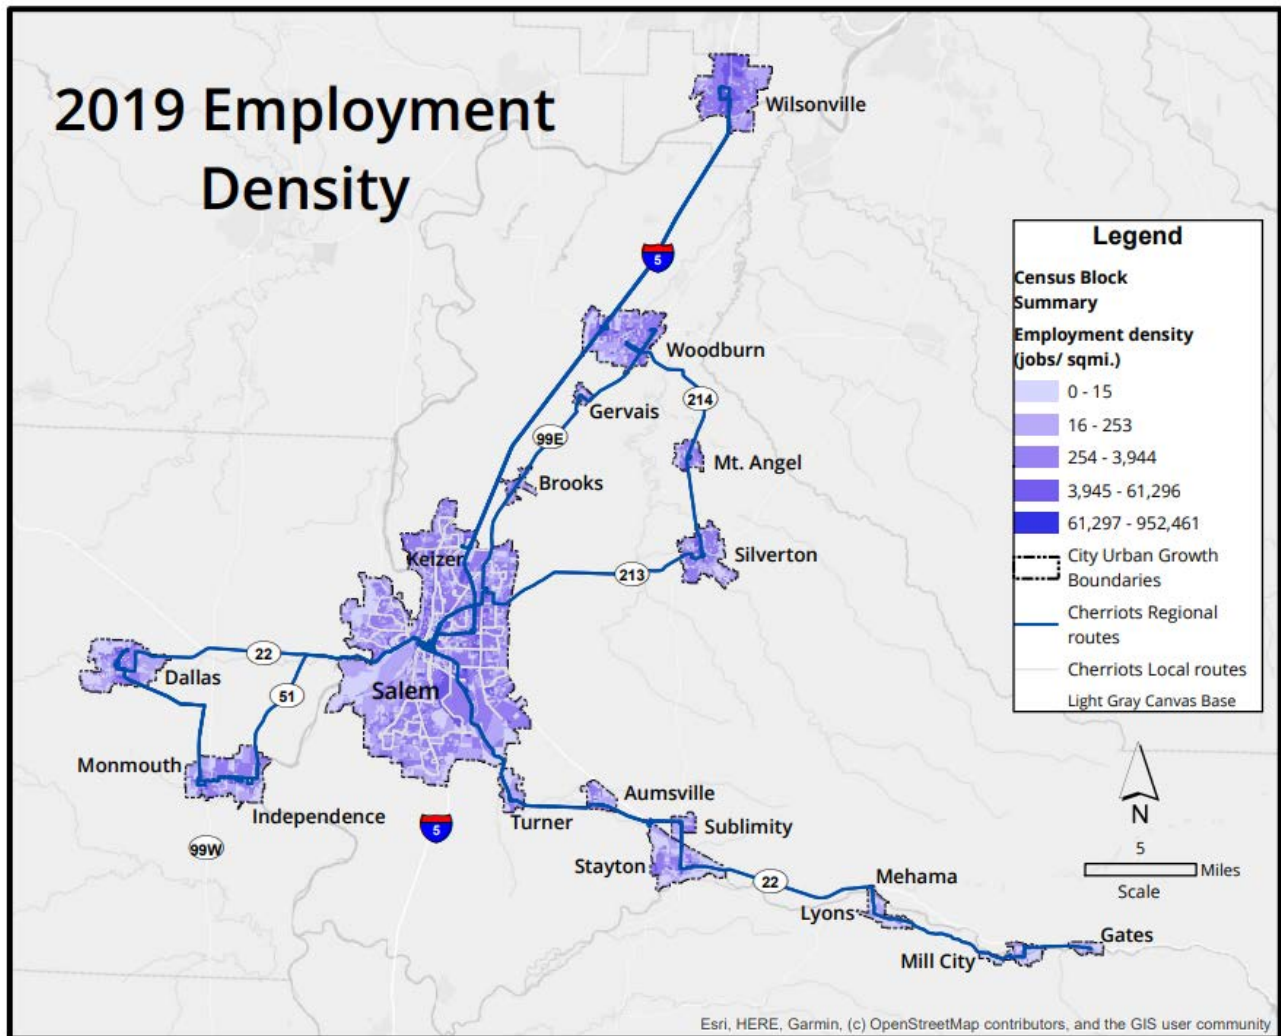 2019 Employment
Density
Wilsonville
5
Woodburn
Gervais
214
99E
Mt. Angel
Brooks
Keizer
Silverton
213
22
Dallas
51
Salem
Monmouth
Independence
99W
5
Turner
Aumsville
Sublimity
Stayton
22
Mehama
Lyons
Mill City
Gates
Legend
Census Block
Summary
Employment density
(jobs/ sqmi.)
0 - 15
16 - 253
254 - 3,944
3,945 - 61,296
61,297 - 952,461
City Urban Growth
Boundaries
Cherriots Regional
routes
Cherriots Local routes
Light Gray Canvas Base
N
5
Miles
Scale
Esri, HERE, Garmin, (c) OpenStreetMap contributors, and the GIS user community